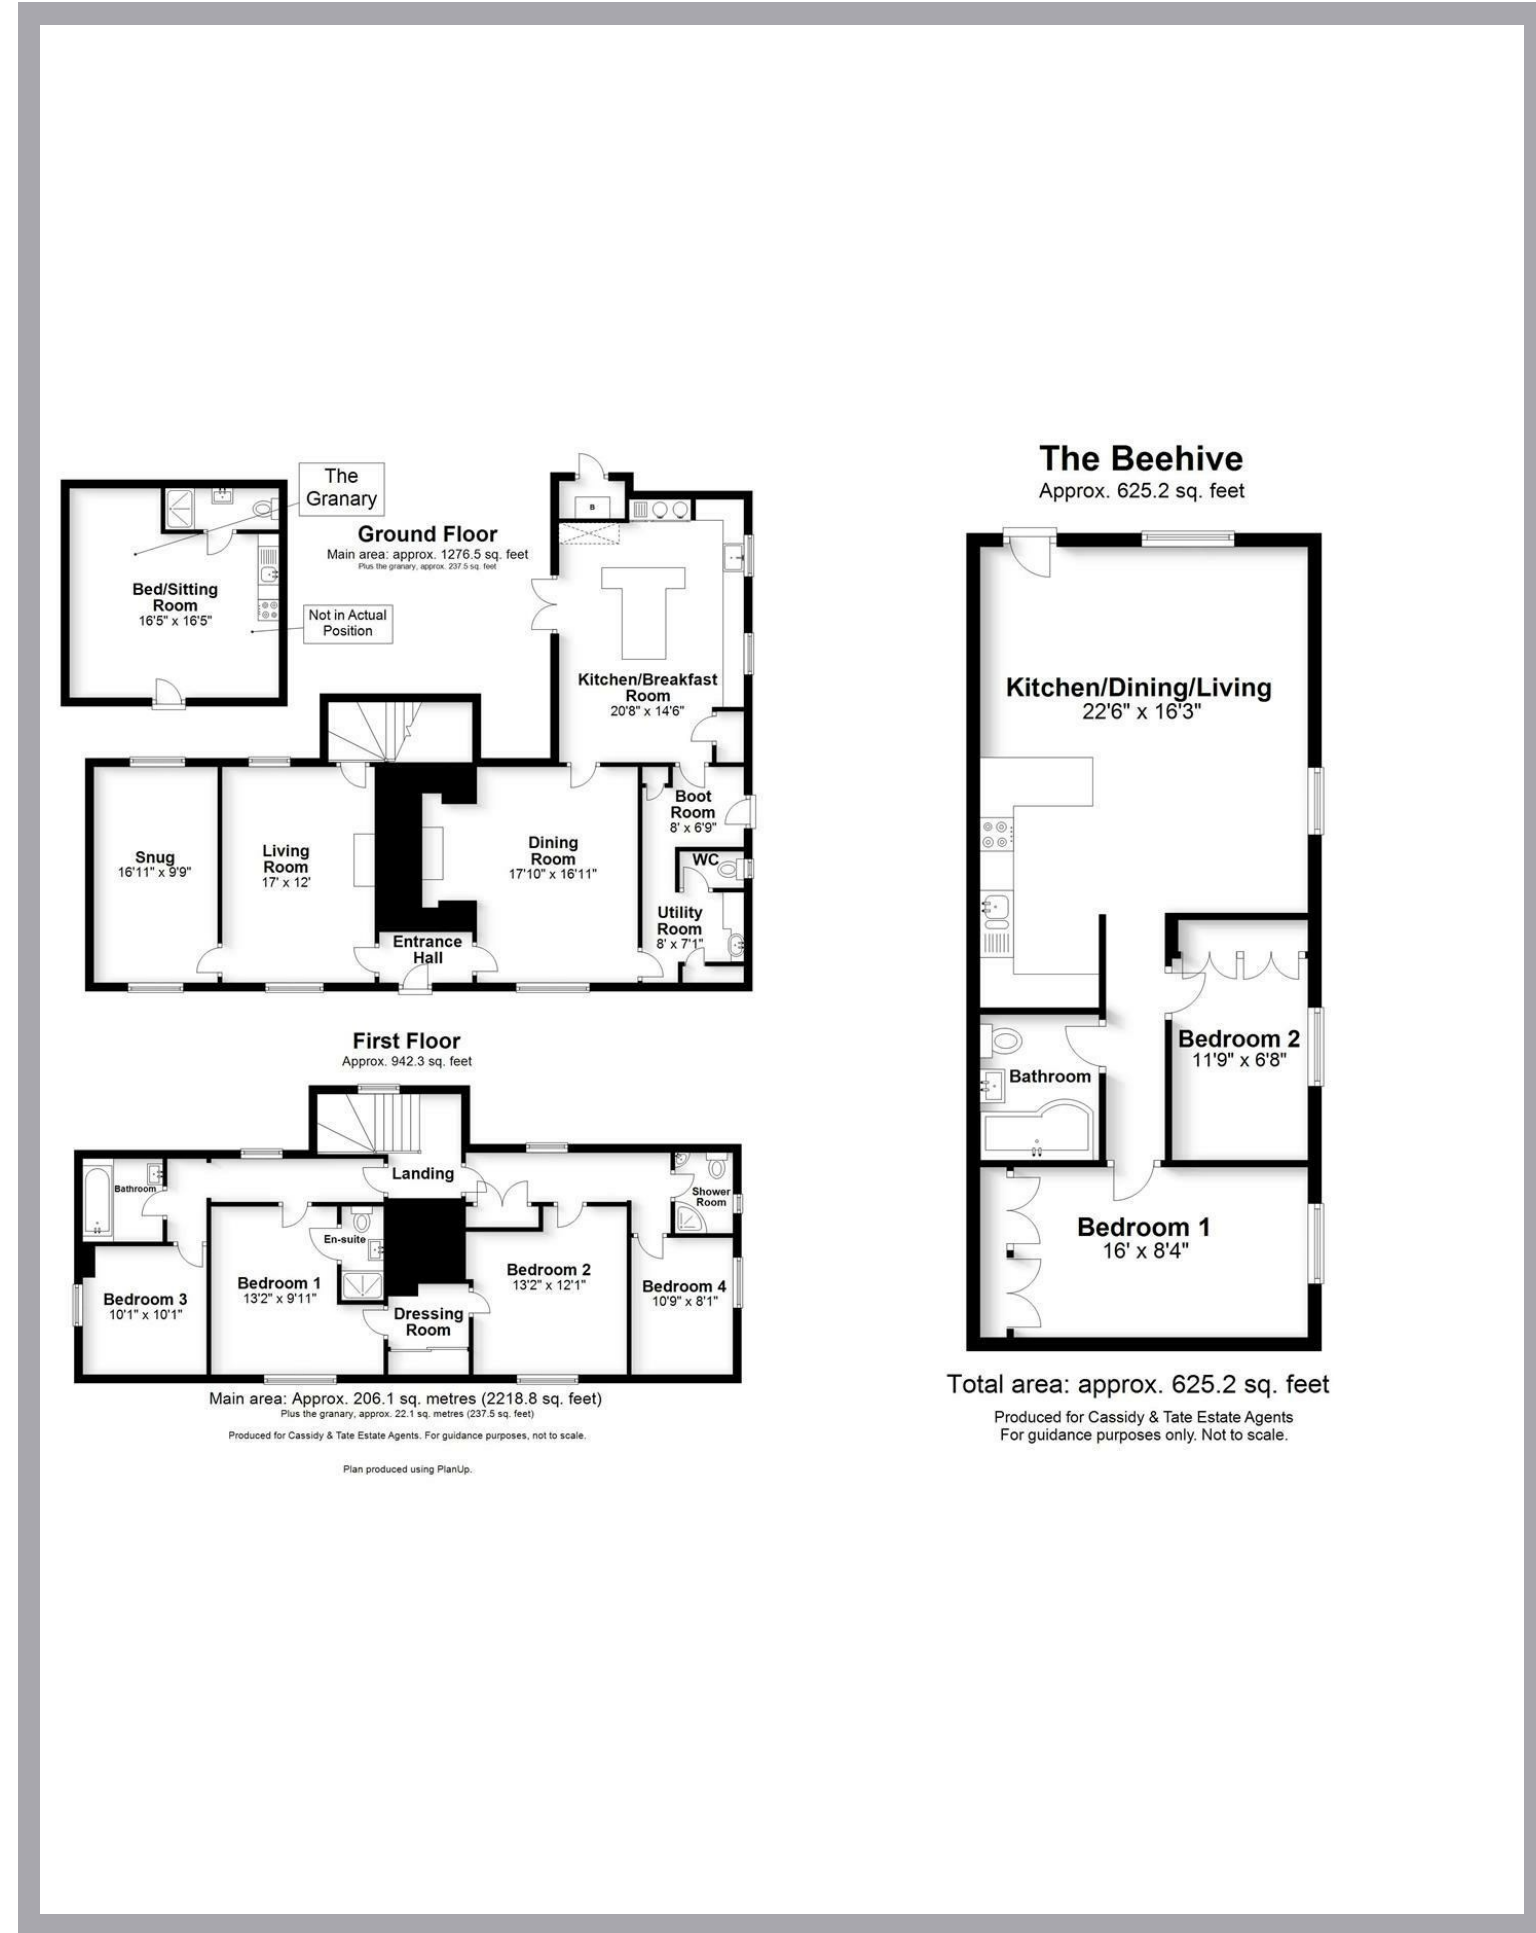 The
Granary
Ground Floor
Main area: approx. 1276.5 sq. feet
Plus the granary, approx. 237.5 sq. feet
Bed/Sitting
Room
16'5" x 16'5"
Not in Actual
Position
B
Kitchen/Breakfast
Room
20'8" x 14'6"
Snug
16'11" x 9'9"
Living
Room
17' x 12'
Dining
Room
17'10" x 16'11"
Boot
Room
8' x 6'9"
WC
Utility
Room
8' x 7'1"
Entrance
Hall
First Floor
Approx. 942.3 sq. feet
Landing
Bathroom
En-suite
Shower
Room
Bedroom 3
10'1" x 10'1"
Bedroom 1
13'2" x 9'11"
Dressing
Room
Bedroom 2
13'2" x 12'1"
Bedroom 4
10'9" x 8'1"
Main area: Approx. 206.1 sq. metres (2218.8 sq. feet)
Plus the granary, approx. 22.1 sq. metres (237.5 sq. feet)
Produced for Cassidy & Tate Estate Agents. For guidance purposes, not to scale.
Plan produced using PlanUp.
The Beehive
Approx. 625.2 sq. feet
Kitchen/Dining/Living
22'6" x 16'3"
Bedroom 2
11'9" x 6'8"
Bathroom
Bedroom 1
16' x 8'4"
Total area: approx. 625.2 sq. feet
Produced for Cassidy & Tate Estate Agents
For guidance purposes only. Not to scale.